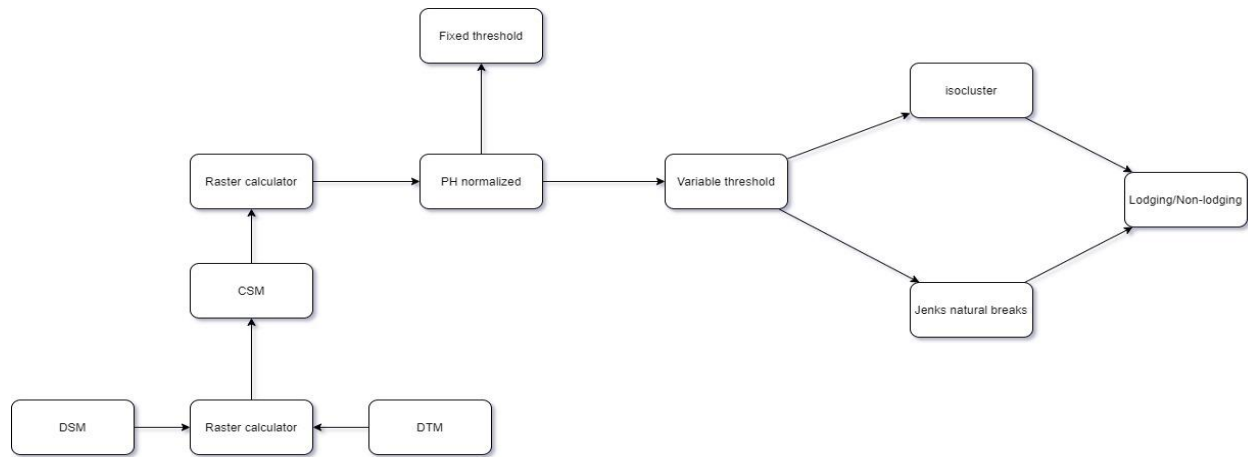 Fixed threshold
isocluster
Raster calculator
PH normalized
Variable threshold
Lodging/Non-lodging
CSM
Jenks natural breaks
DSM
Raster calculator
DTM